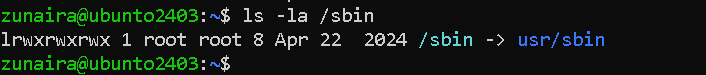 zunaira@ubunto2403:~$ ls -la /sbin
lrwxrwxrwx 1 root root 8 Apr 22  2024 /sbin -> usr/sbin
zunaira@ubunto2403:~$